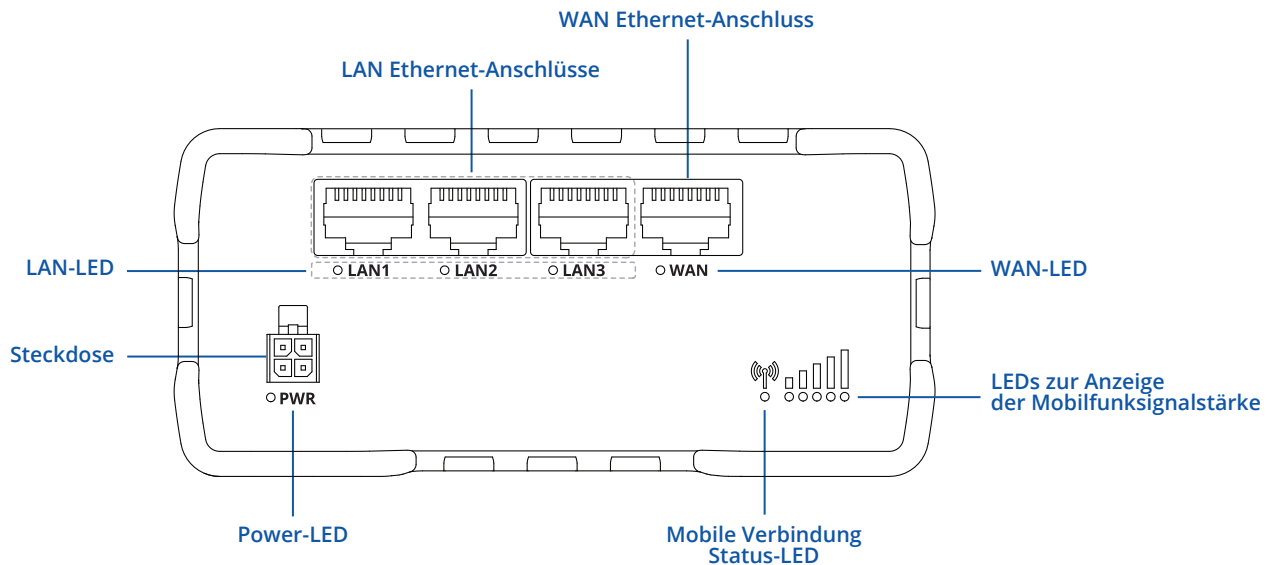 WAN Ethernet-Anschluss
LAN Ethernet-Anschlüsse
LAN-LED
LAN1
LAN2
LAN3
WAN
WAN-LED
Steckdose
PWR
LEDs zur Anzeige
der Mobilfunksignalstärke
Power-LED
Mobile Verbindung
Status-LED